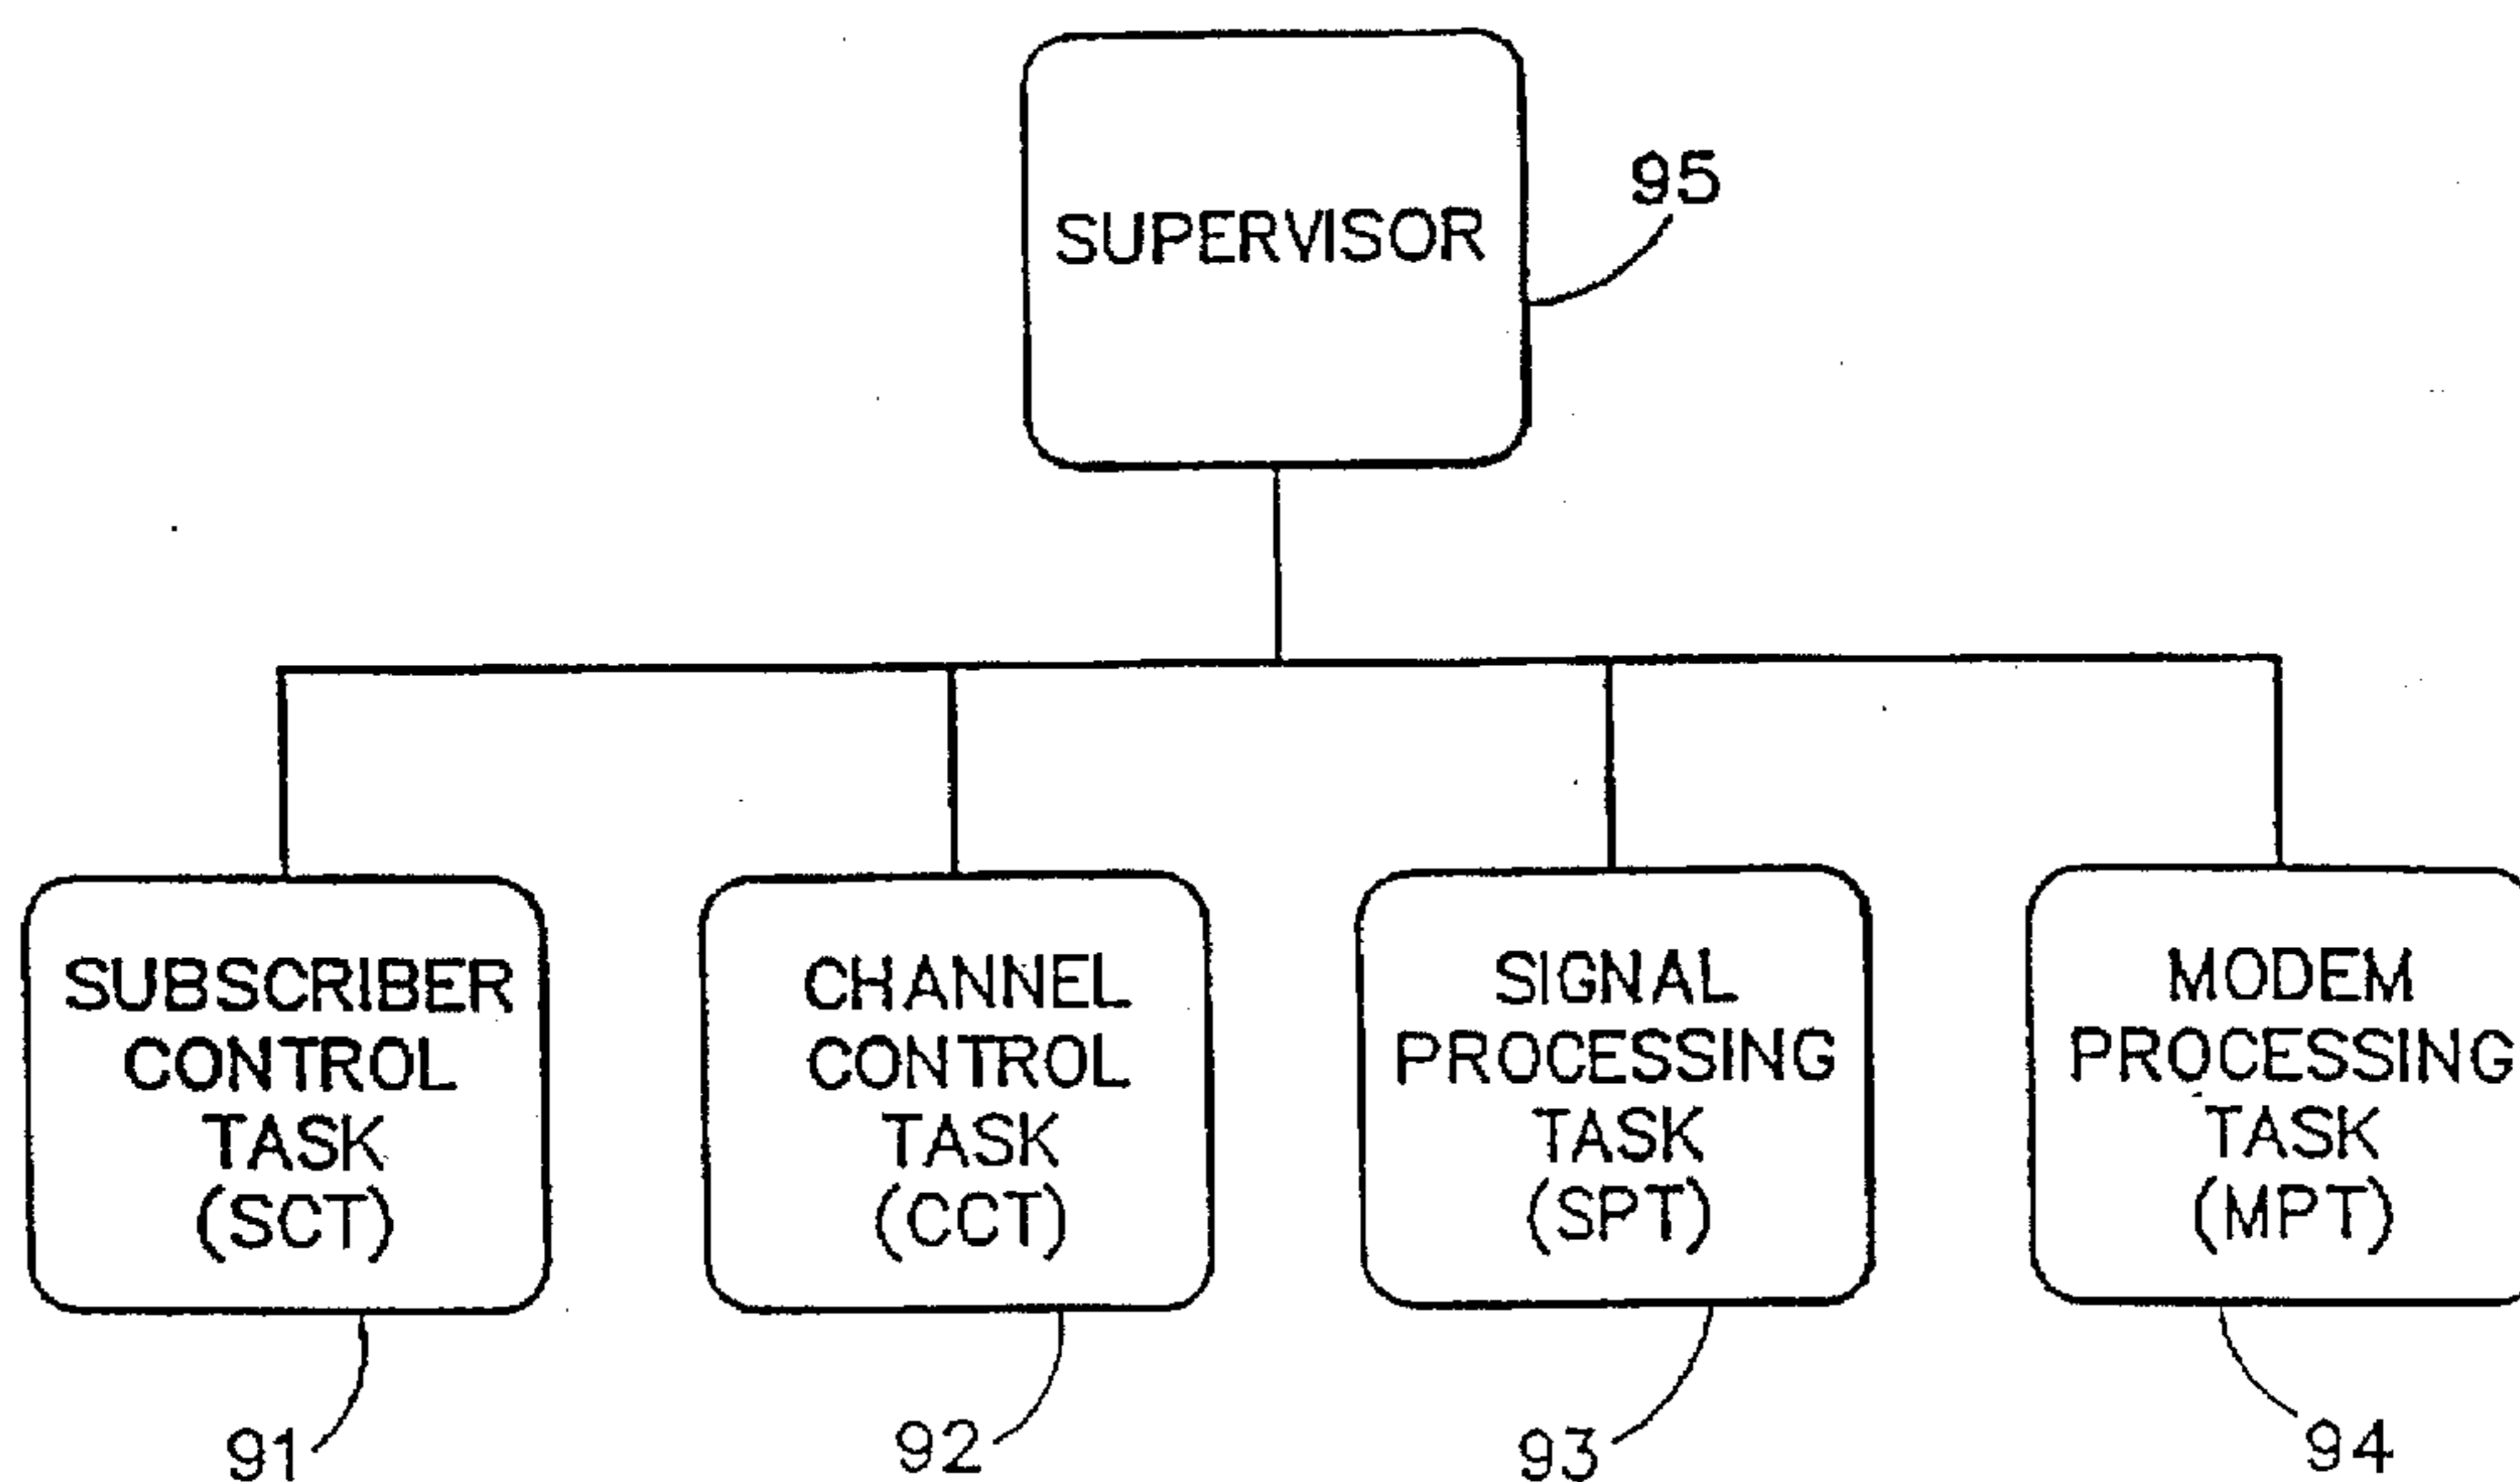 SUPERVISOR
95
SUBSCRIBER
CONTROL
TASK
(SCT)
91
CHANNEL
CONTROL
TASK
(CCT)
92
SIGNAL
PROCESSING
TASK
(SPT)
93
MODEM
PROCESSING
TASK
(MPT)
94